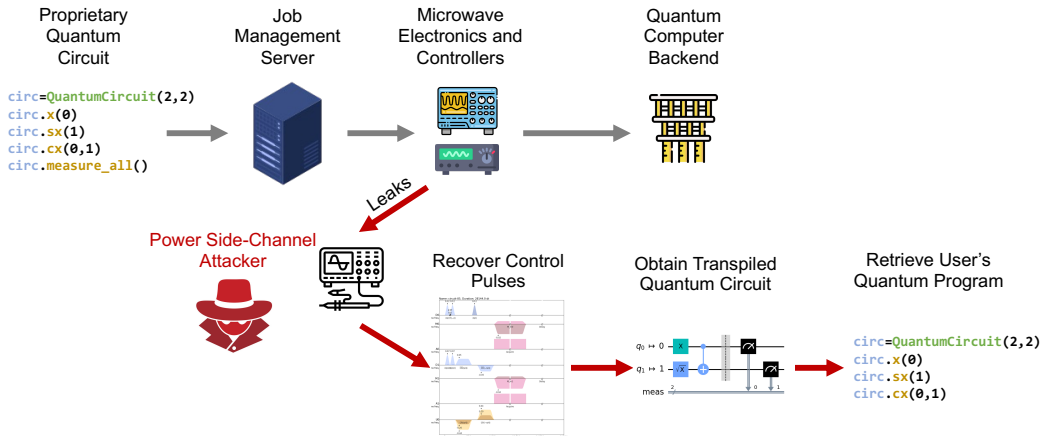 Proprietary
Quantum
Circuit
Job
Management
Server
Microwave
Electronics and
Controllers
Quantum
Computer
Backend
circ=QuantumCircuit(2,2)
circ.x(0)
circ.sx(1)
circ.cx(0,1)
circ.measure_all()
Leaks
Power Side-Channel
Attacker
Recover Control
Pulses
Obtain Transpiled
Quantum Circuit
Retrieve User's
Quantum Program
q₀ ↦ 0
X
q₁ ↦ 1
√X
meas
2
0
1
circ=QuantumCircuit(2,2)
circ.x(0)
circ.sx(1)
circ.cx(0,1)